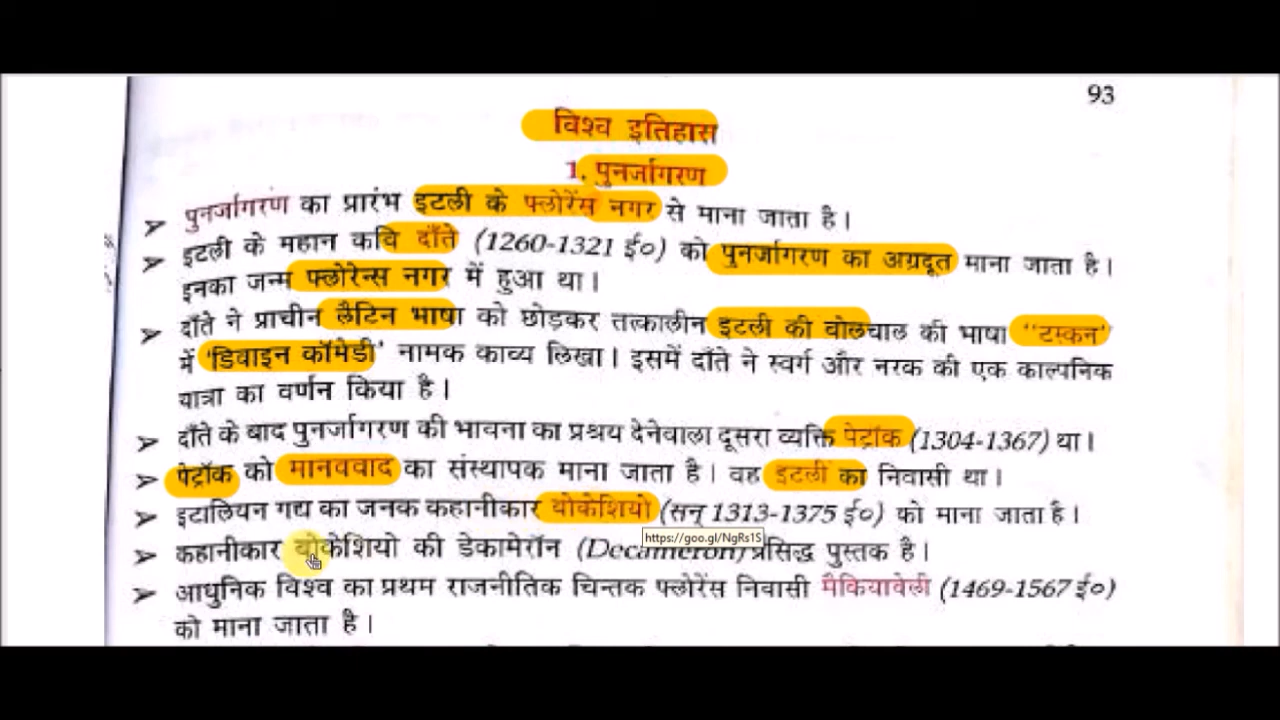 93
विश्व इतिहास
1. पुनर्जागरण
पुनर्जागरण का प्रारंभ इटली के फ्लोरेंस नगर से माना जाता है।
इटली के महान कवि दाँते (1260-1321 ई०) को पुनर्जागरण का अग्रदूत माना जाता है।
इनका जन्म फ्लोरेन्स नगर में हुआ था।
दाँते ने प्राचीन लैटिन भाषा को छोड़कर तत्कालीन इटली की बोलचाल की भाषा ''टस्कन'
में 'डिवाइन कॉमेडी' नामक काव्य लिखा। इसमें दाँते ने स्वर्ग और नरक की एक काल्पनिक
यात्रा का वर्णन किया है।
दाँते के बाद पुनर्जागरण की भावना का प्रश्रय देनेवाला दूसरा व्यक्ति पेट्रॉक (1304-1367) था।
पेट्रॉक को मानववाद का संस्थापक माना जाता है। वह इटली का निवासी था।
इटालियन गद्य का जनक कहानीकार बोकेशियो (सन् 1313-1375 ई०) को माना जाता है।
https://goo.gl/NgRs1S
कहानीकार बोकेशियो की डेकामेरॉन (Decameron) प्रसिद्ध पुस्तक है।
आधुनिक विश्व का प्रथम राजनीतिक चिन्तक फ्लोरेंस निवासी मैकियावेली (1469-1567 ई०)
को माना जाता है।